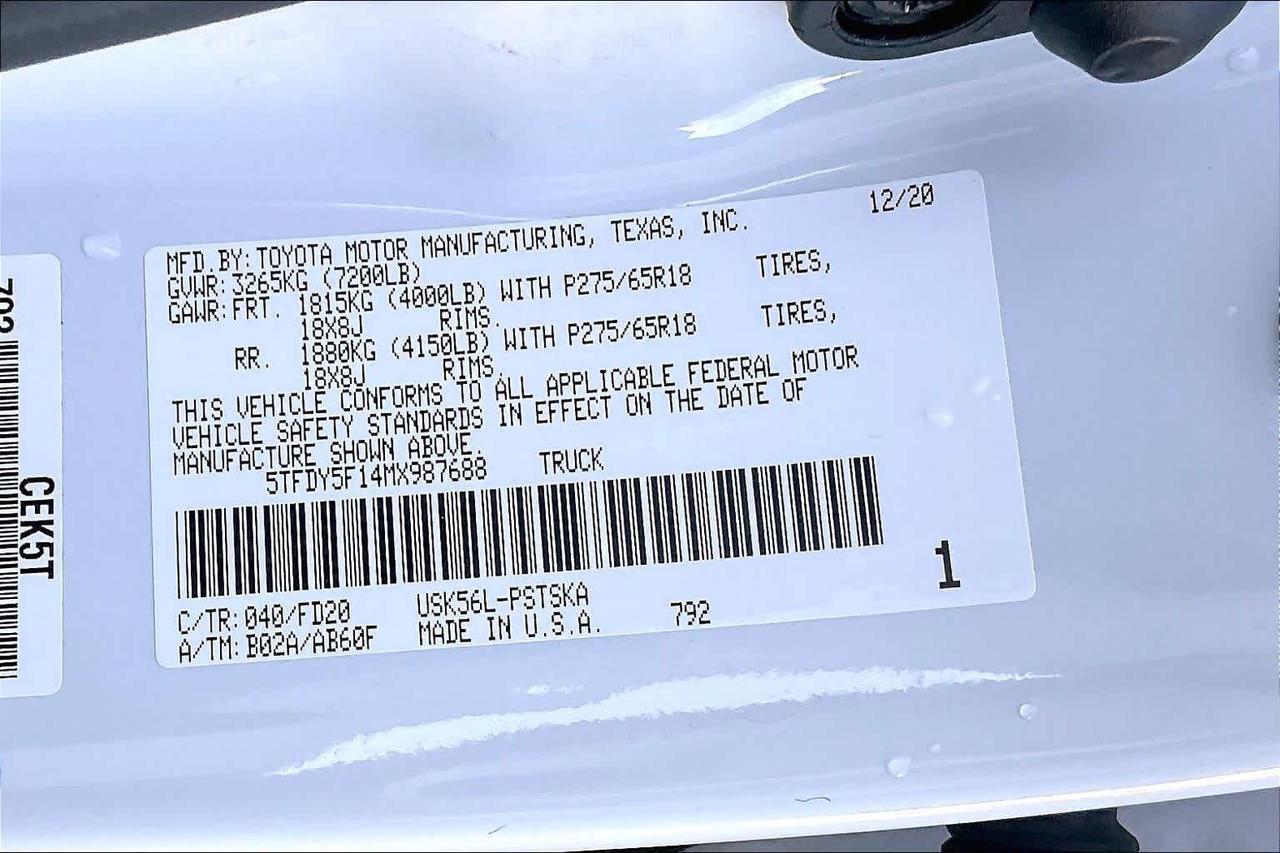 MFD.BY:TOYOTA MOTOR MANUFACTURING, TEXAS, INC. 12/20
GVWR:3265KG (7200LB)
GAWR:FRT. 1815KG (4000LB) WITH P275/65R18 TIRES,
18X8J RIMS.
RR. 1880KG (4150LB) WITH P275/65R18 TIRES,
18X8J RIMS.
THIS VEHICLE CONFORMS TO ALL APPLICABLE FEDERAL MOTOR
VEHICLE SAFETY STANDARDS IN EFFECT ON THE DATE OF
MANUFACTURE SHOWN ABOVE.
5TFDY5F14MX987688 TRUCK
C/TR:040/FD20 USK56L-PSTSKA
A/TM:B02A/AB60F MADE IN U.S.A. 792
1
CEK5T